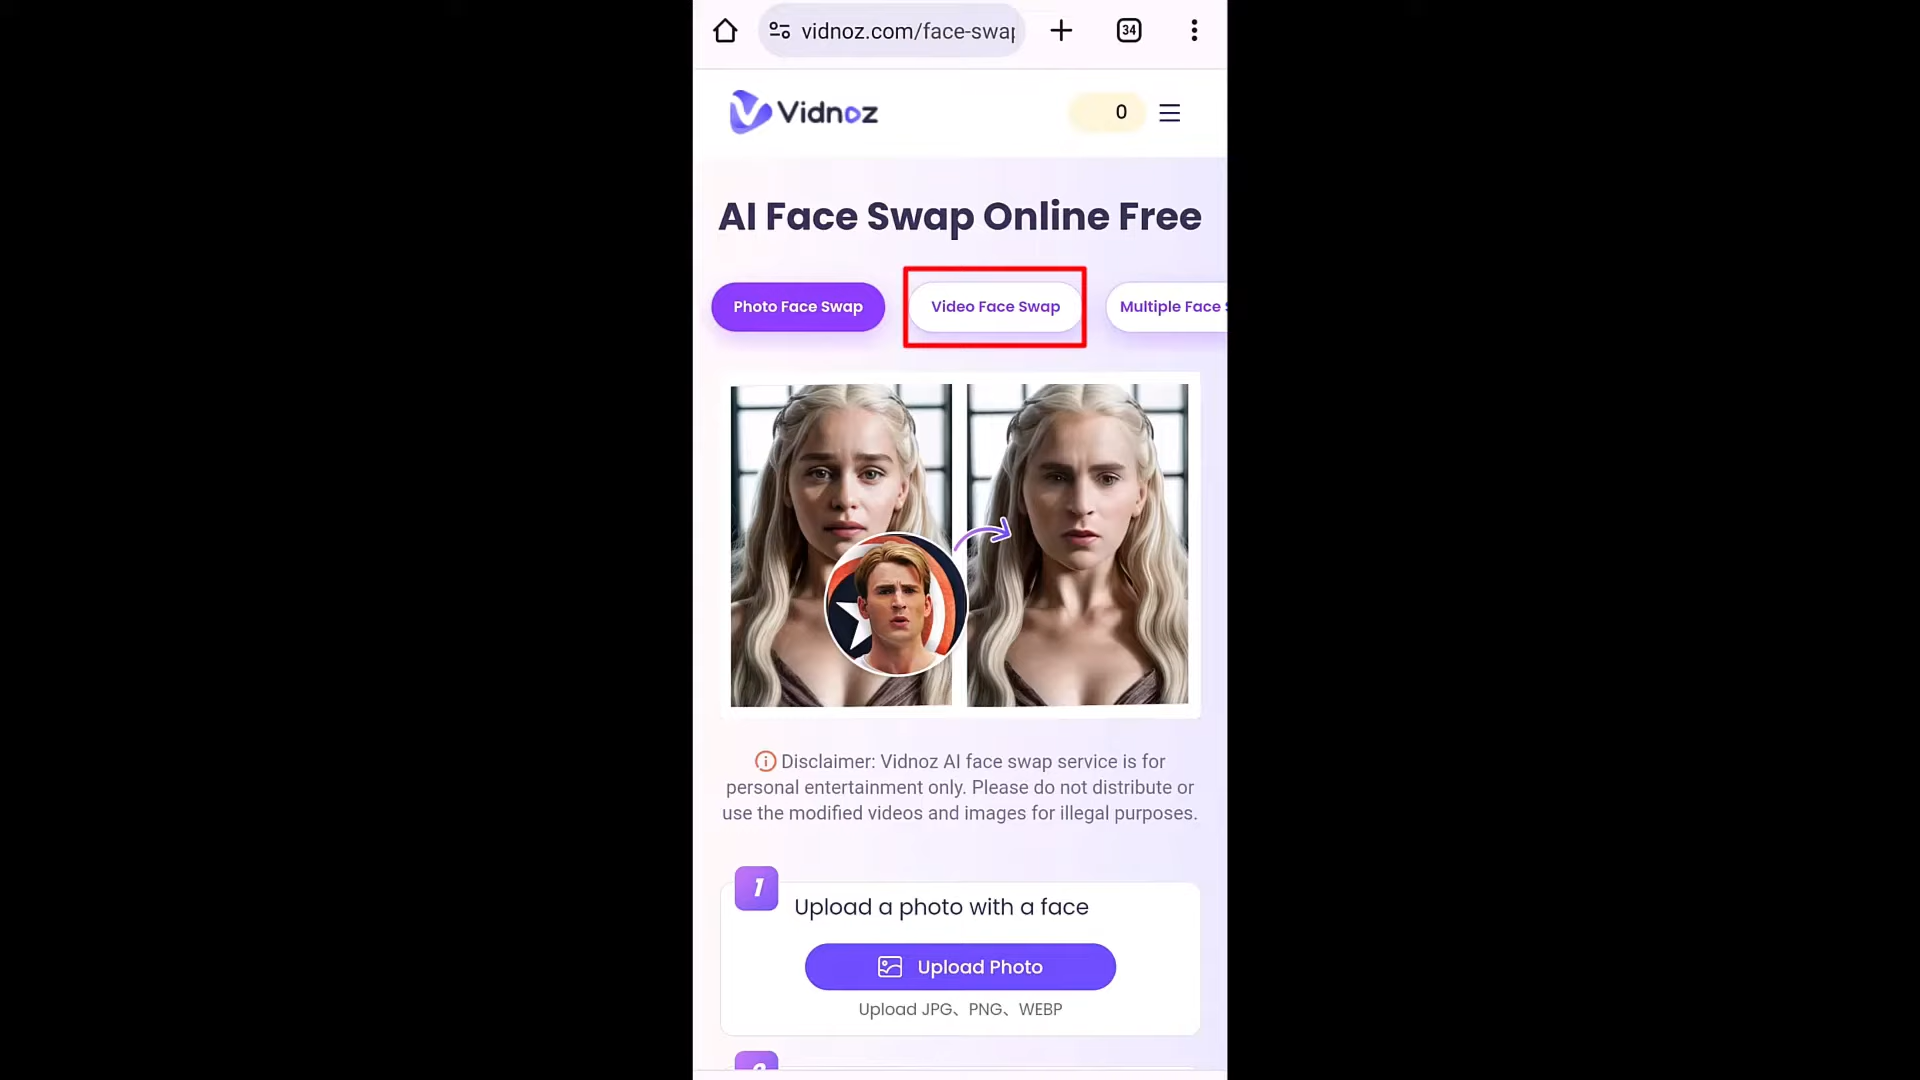 vidnoz.com/face-swap
34
Vidnoz
0
AI Face Swap Online Free
Photo Face Swap
Video Face Swap
Multiple Face
Disclaimer: Vidnoz AI face swap service is for
personal entertainment only. Please do not distribute or
use the modified videos and images for illegal purposes.
1
Upload a photo with a face
Upload Photo
Upload JPG、PNG、WEBP